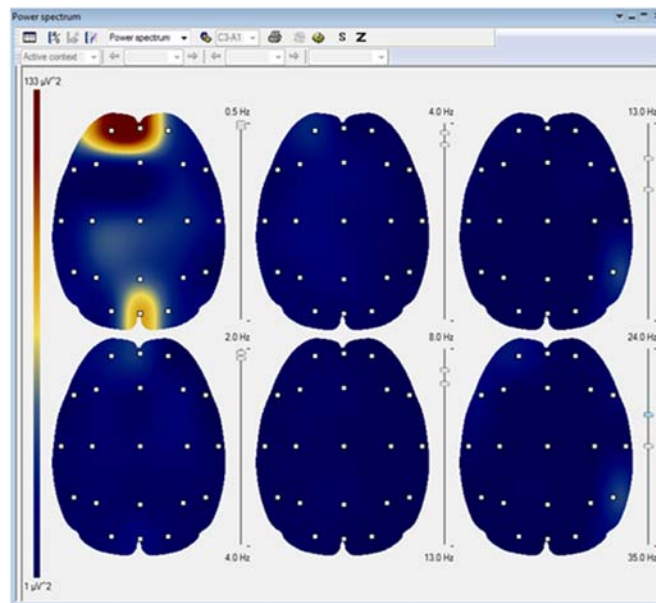 Power spectrum
Power spectrum C3-A1 S Z
Active context
133 µV^2
0.5 Hz 4.0 Hz 13.0 Hz
2.0 Hz 8.0 Hz 24.0 Hz
4.0 Hz 13.0 Hz 35.0 Hz
1 µV^2